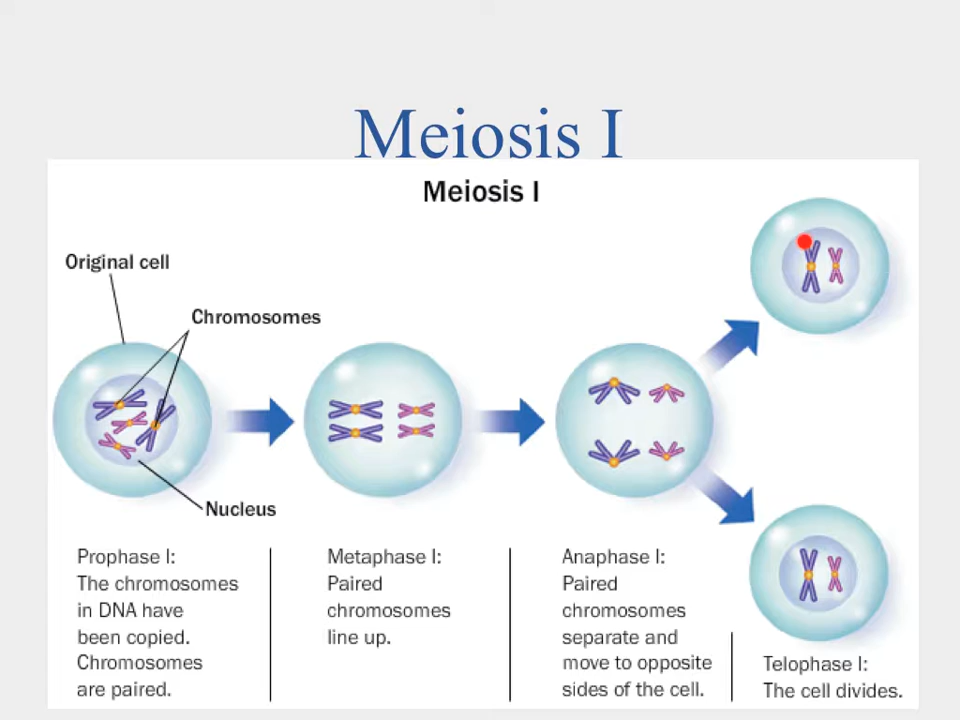 Meiosis I
Meiosis I
Original cell
Chromosomes
Nucleus
Prophase I:
The chromosomes
in DNA have
been copied.
Chromosomes
are paired.
Metaphase I:
Paired
chromosomes
line up.
Anaphase I:
Paired
chromosomes
separate and
move to opposite
sides of the cell.
Telophase I:
The cell divides.